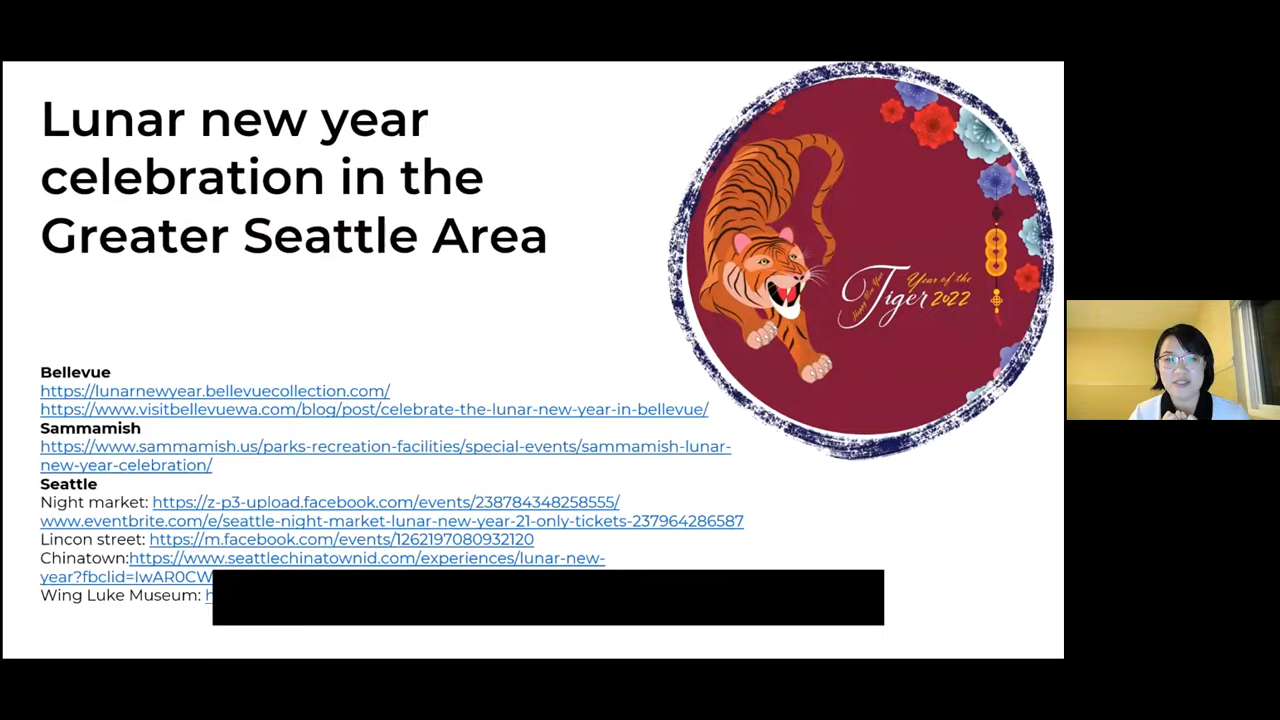 Lunar new year
celebration in the
Greater Seattle Area
Happy New Year
Year of the
Tiger 2022
Bellevue
https://lunarnewyear.bellevuecollection.com/
https://www.visitbellevuewa.com/blog/post/celebrate-the-lunar-new-year-in-bellevue/
Sammamish
https://www.sammamish.us/parks-recreation-facilities/special-events/sammamish-lunar-
new-year-celebration/
Seattle
Night market: https://z-p3-upload.facebook.com/events/238784348258555/
www.eventbrite.com/e/seattle-night-market-lunar-new-year-21-only-tickets-237964286587
Lincon street: https://m.facebook.com/events/1262197080932120
Chinatown:https://www.seattlechinatownid.com/experiences/lunar-new-
year?fbclid=IwAR0CW
Wing Luke Museum: h